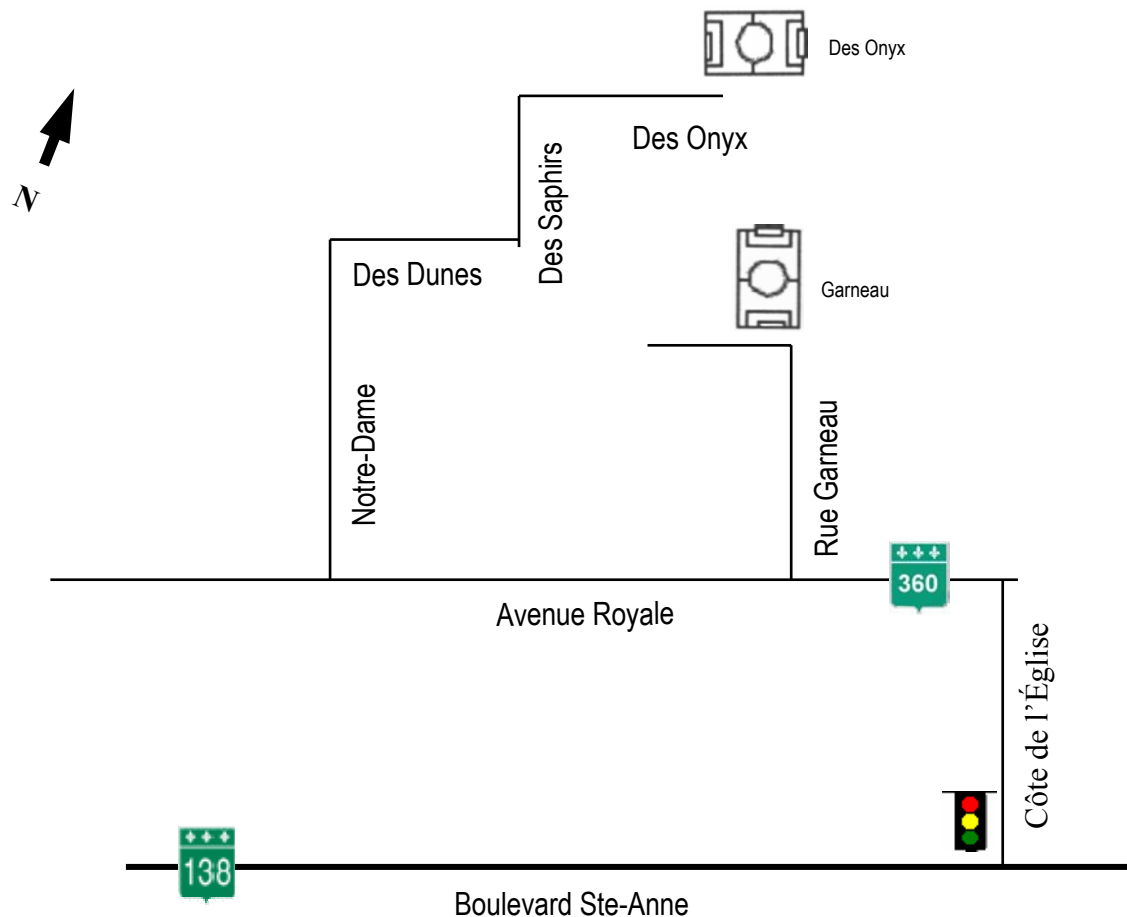 Des Onyx
Des Onyx
N
Des Saphirs
Des Dunes
Garneau
Notre-Dame
Rue Garneau
360
Avenue Royale
Côte de l’Église
138
Boulevard Ste-Anne